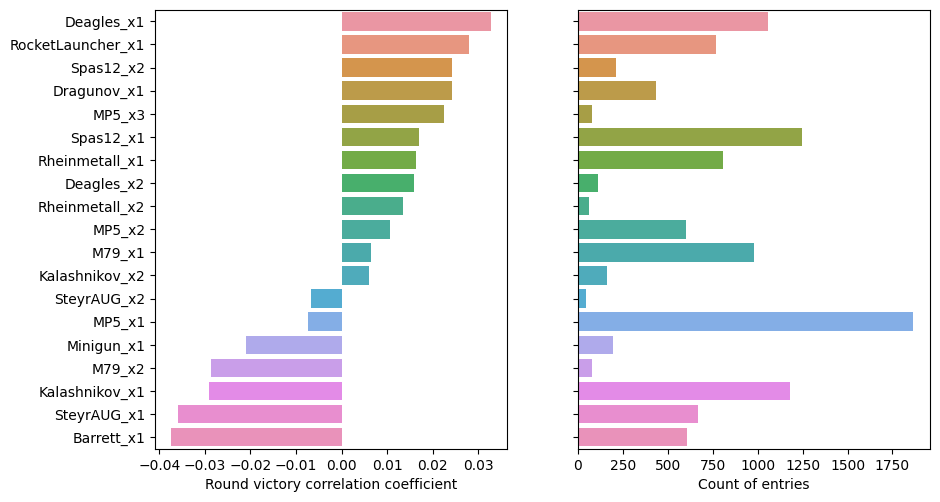 Deagles_x1
RocketLauncher_x1
Spas12_x2
Dragunov_x1
MP5_x3
Spas12_x1
Rheinmetall_x1
Deagles_x2
Rheinmetall_x2
MP5_x2
M79_x1
Kalashnikov_x2
SteyrAUG_x2
MP5_x1
Minigun_x1
M79_x2
Kalashnikov_x1
SteyrAUG_x1
Barrett_x1
−0.04 −0.03 −0.02 −0.01 0.00 0.01 0.02 0.03
Round victory correlation coefficient
0 250 500 750 1000 1250 1500 1750
Count of entries